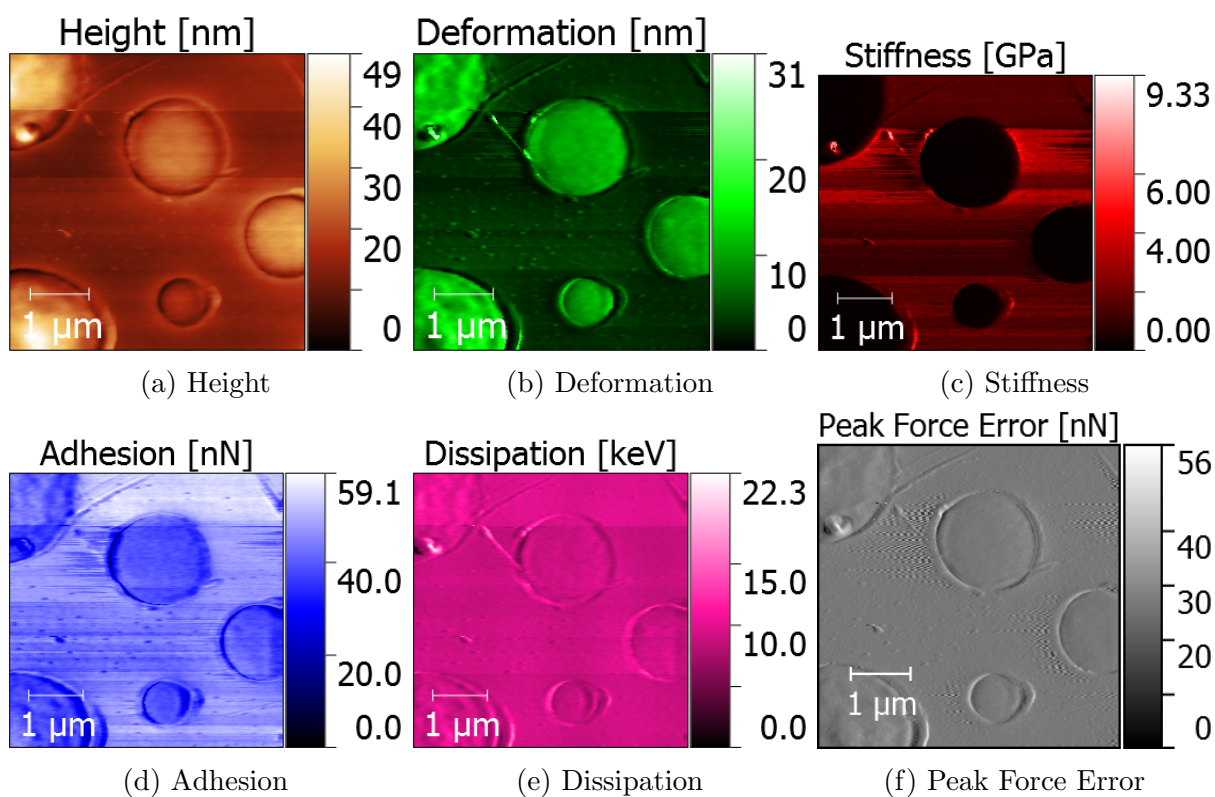 Height [nm]
49
40
30
20
0
1 µm
(a) Height
Deformation [nm]
31
20
10
0
1 µm
(b) Deformation
Stiffness [GPa]
9.33
6.00
4.00
0.00
1 µm
(c) Stiffness
Adhesion [nN]
59.1
40.0
20.0
0.0
1 µm
(d) Adhesion
Dissipation [keV]
22.3
15.0
10.0
0.0
1 µm
(e) Dissipation
Peak Force Error [nN]
56
40
30
20
0
1 µm
(f) Peak Force Error